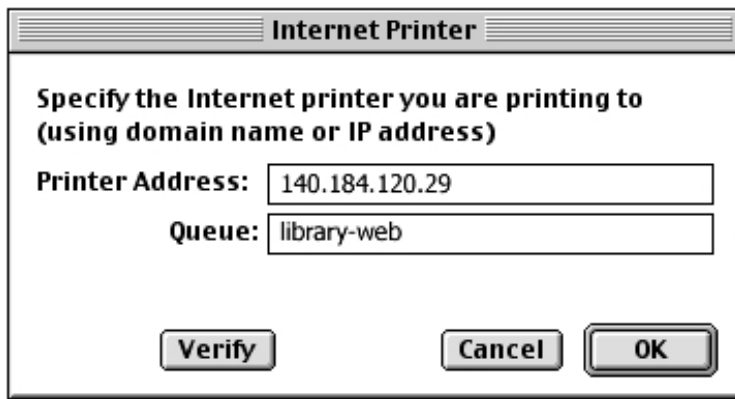 Internet Printer
Specify the Internet printer you are printing to
(using domain name or IP address)
Printer Address: 140.184.120.29
Queue: library-web
Verify Cancel OK